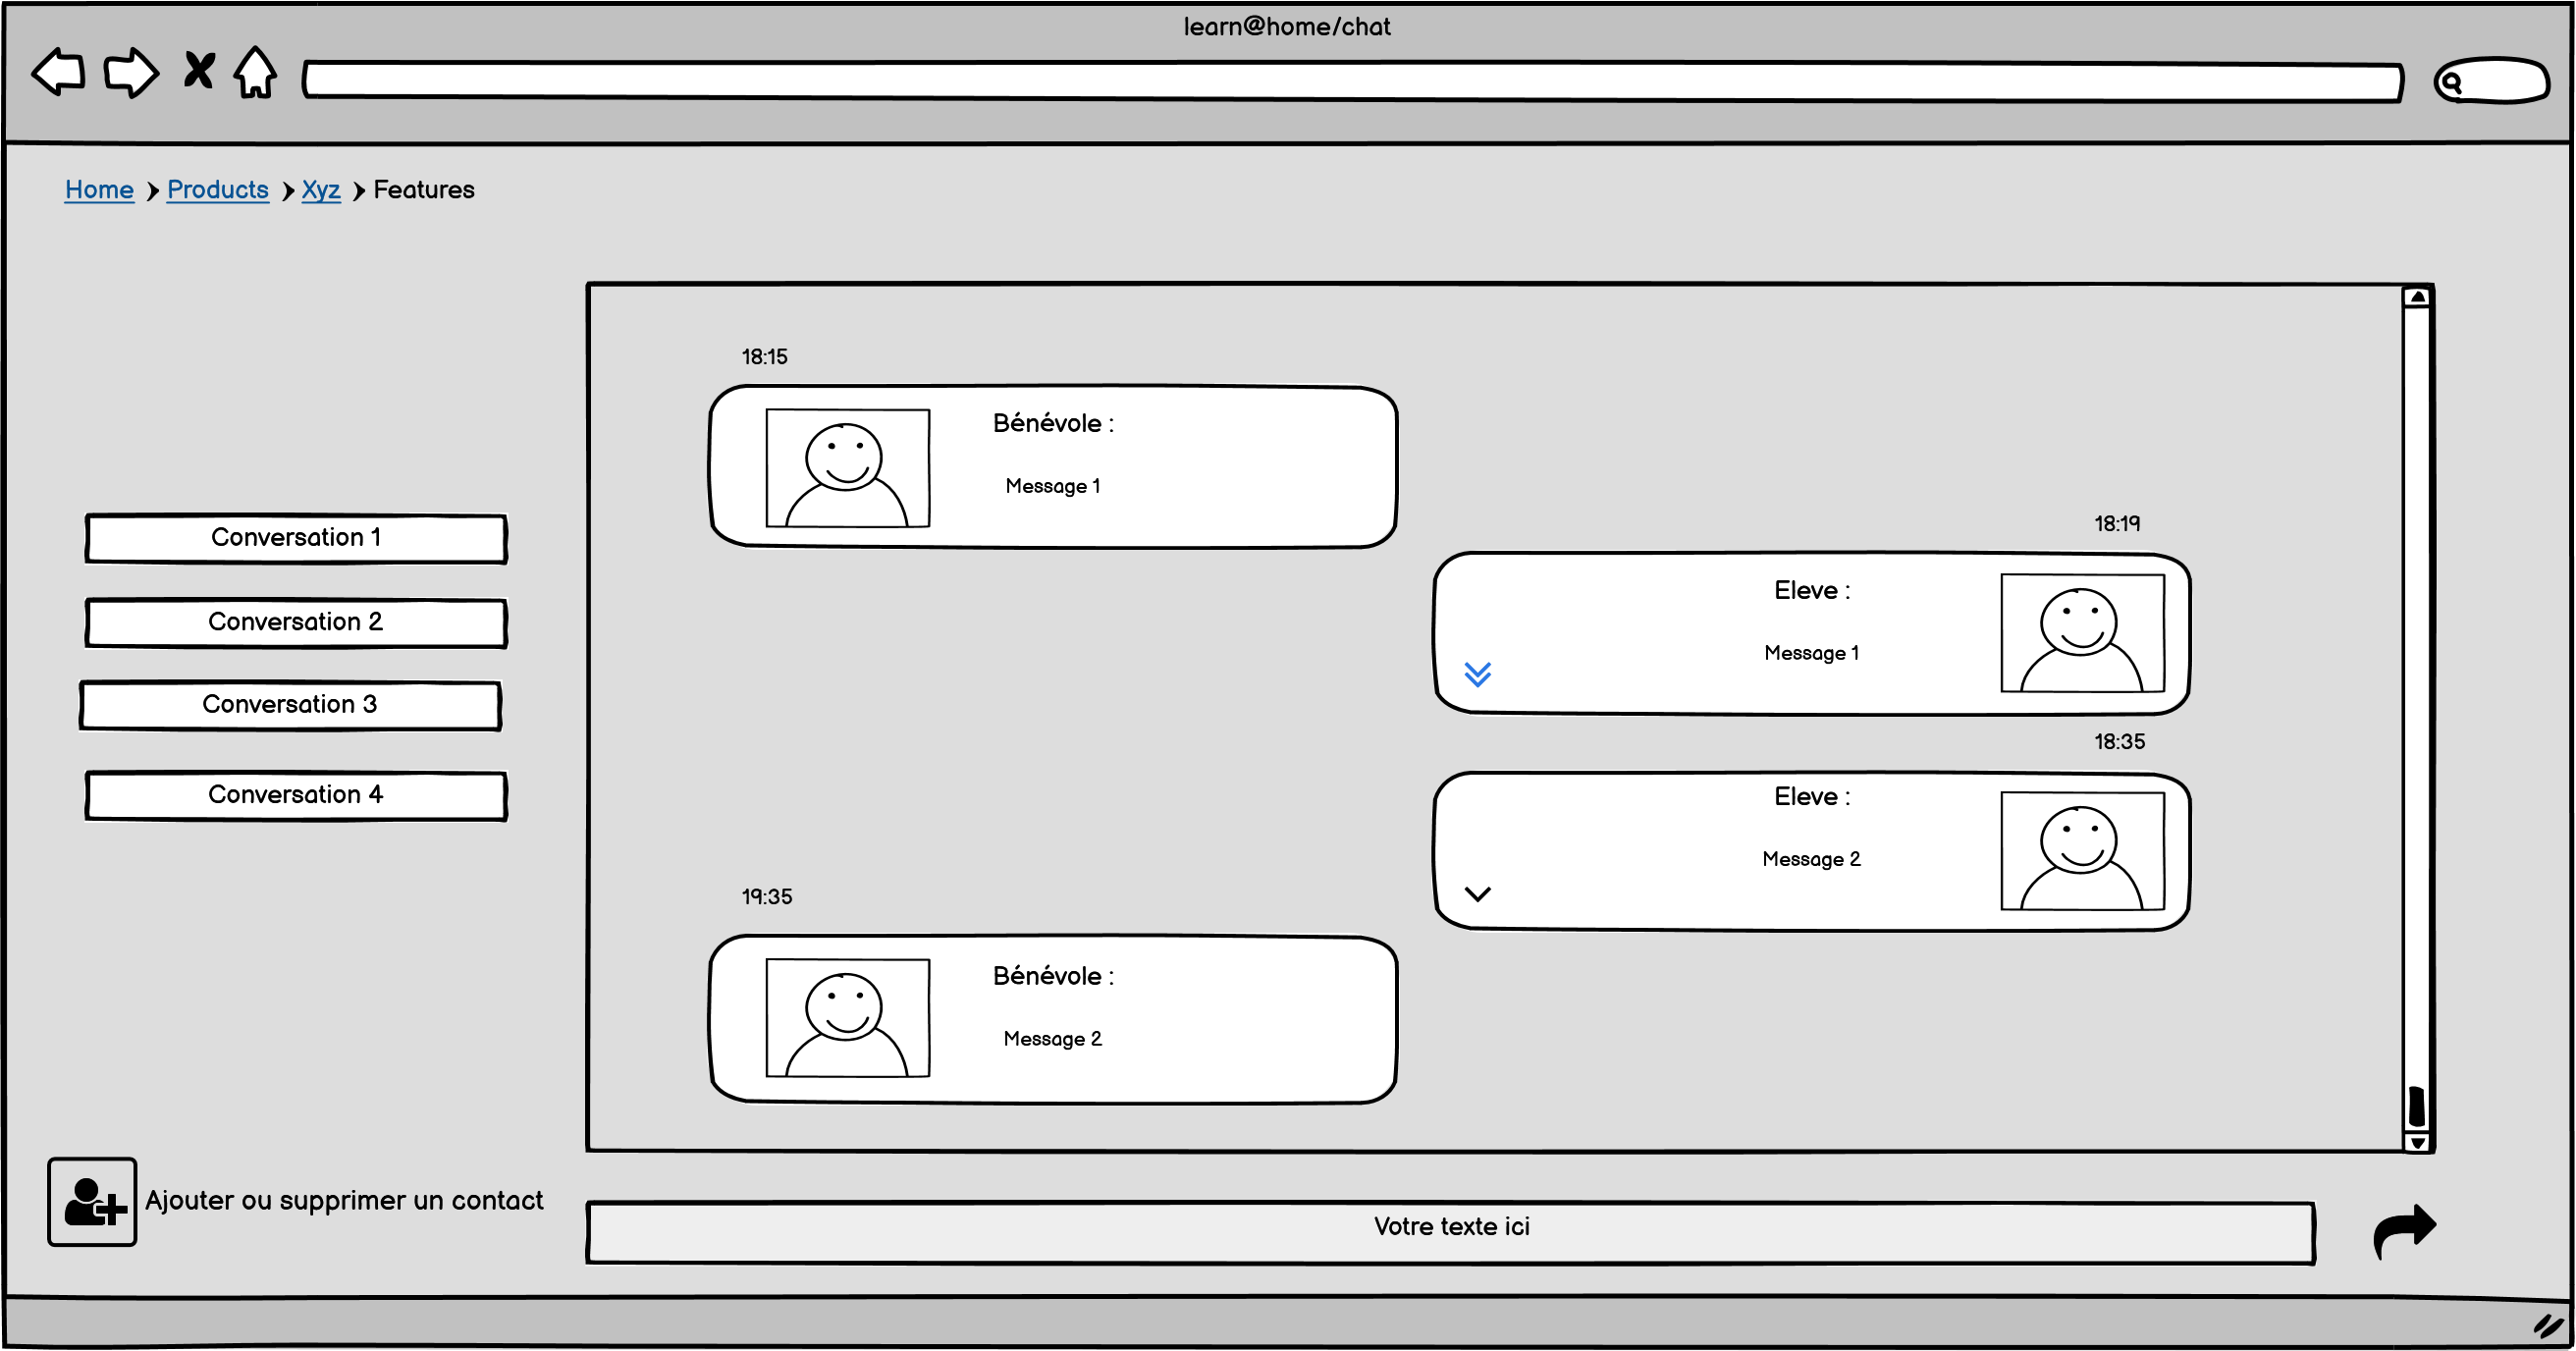 learn@home/chat
Home > Products > Xyz > Features
Conversation 1
Conversation 2
Conversation 3
Conversation 4
Ajouter ou supprimer un contact
18:15
Bénévole :
Message 1
18:19
Eleve :
Message 1
18:35
Eleve :
Message 2
19:35
Bénévole :
Message 2
Votre texte ici